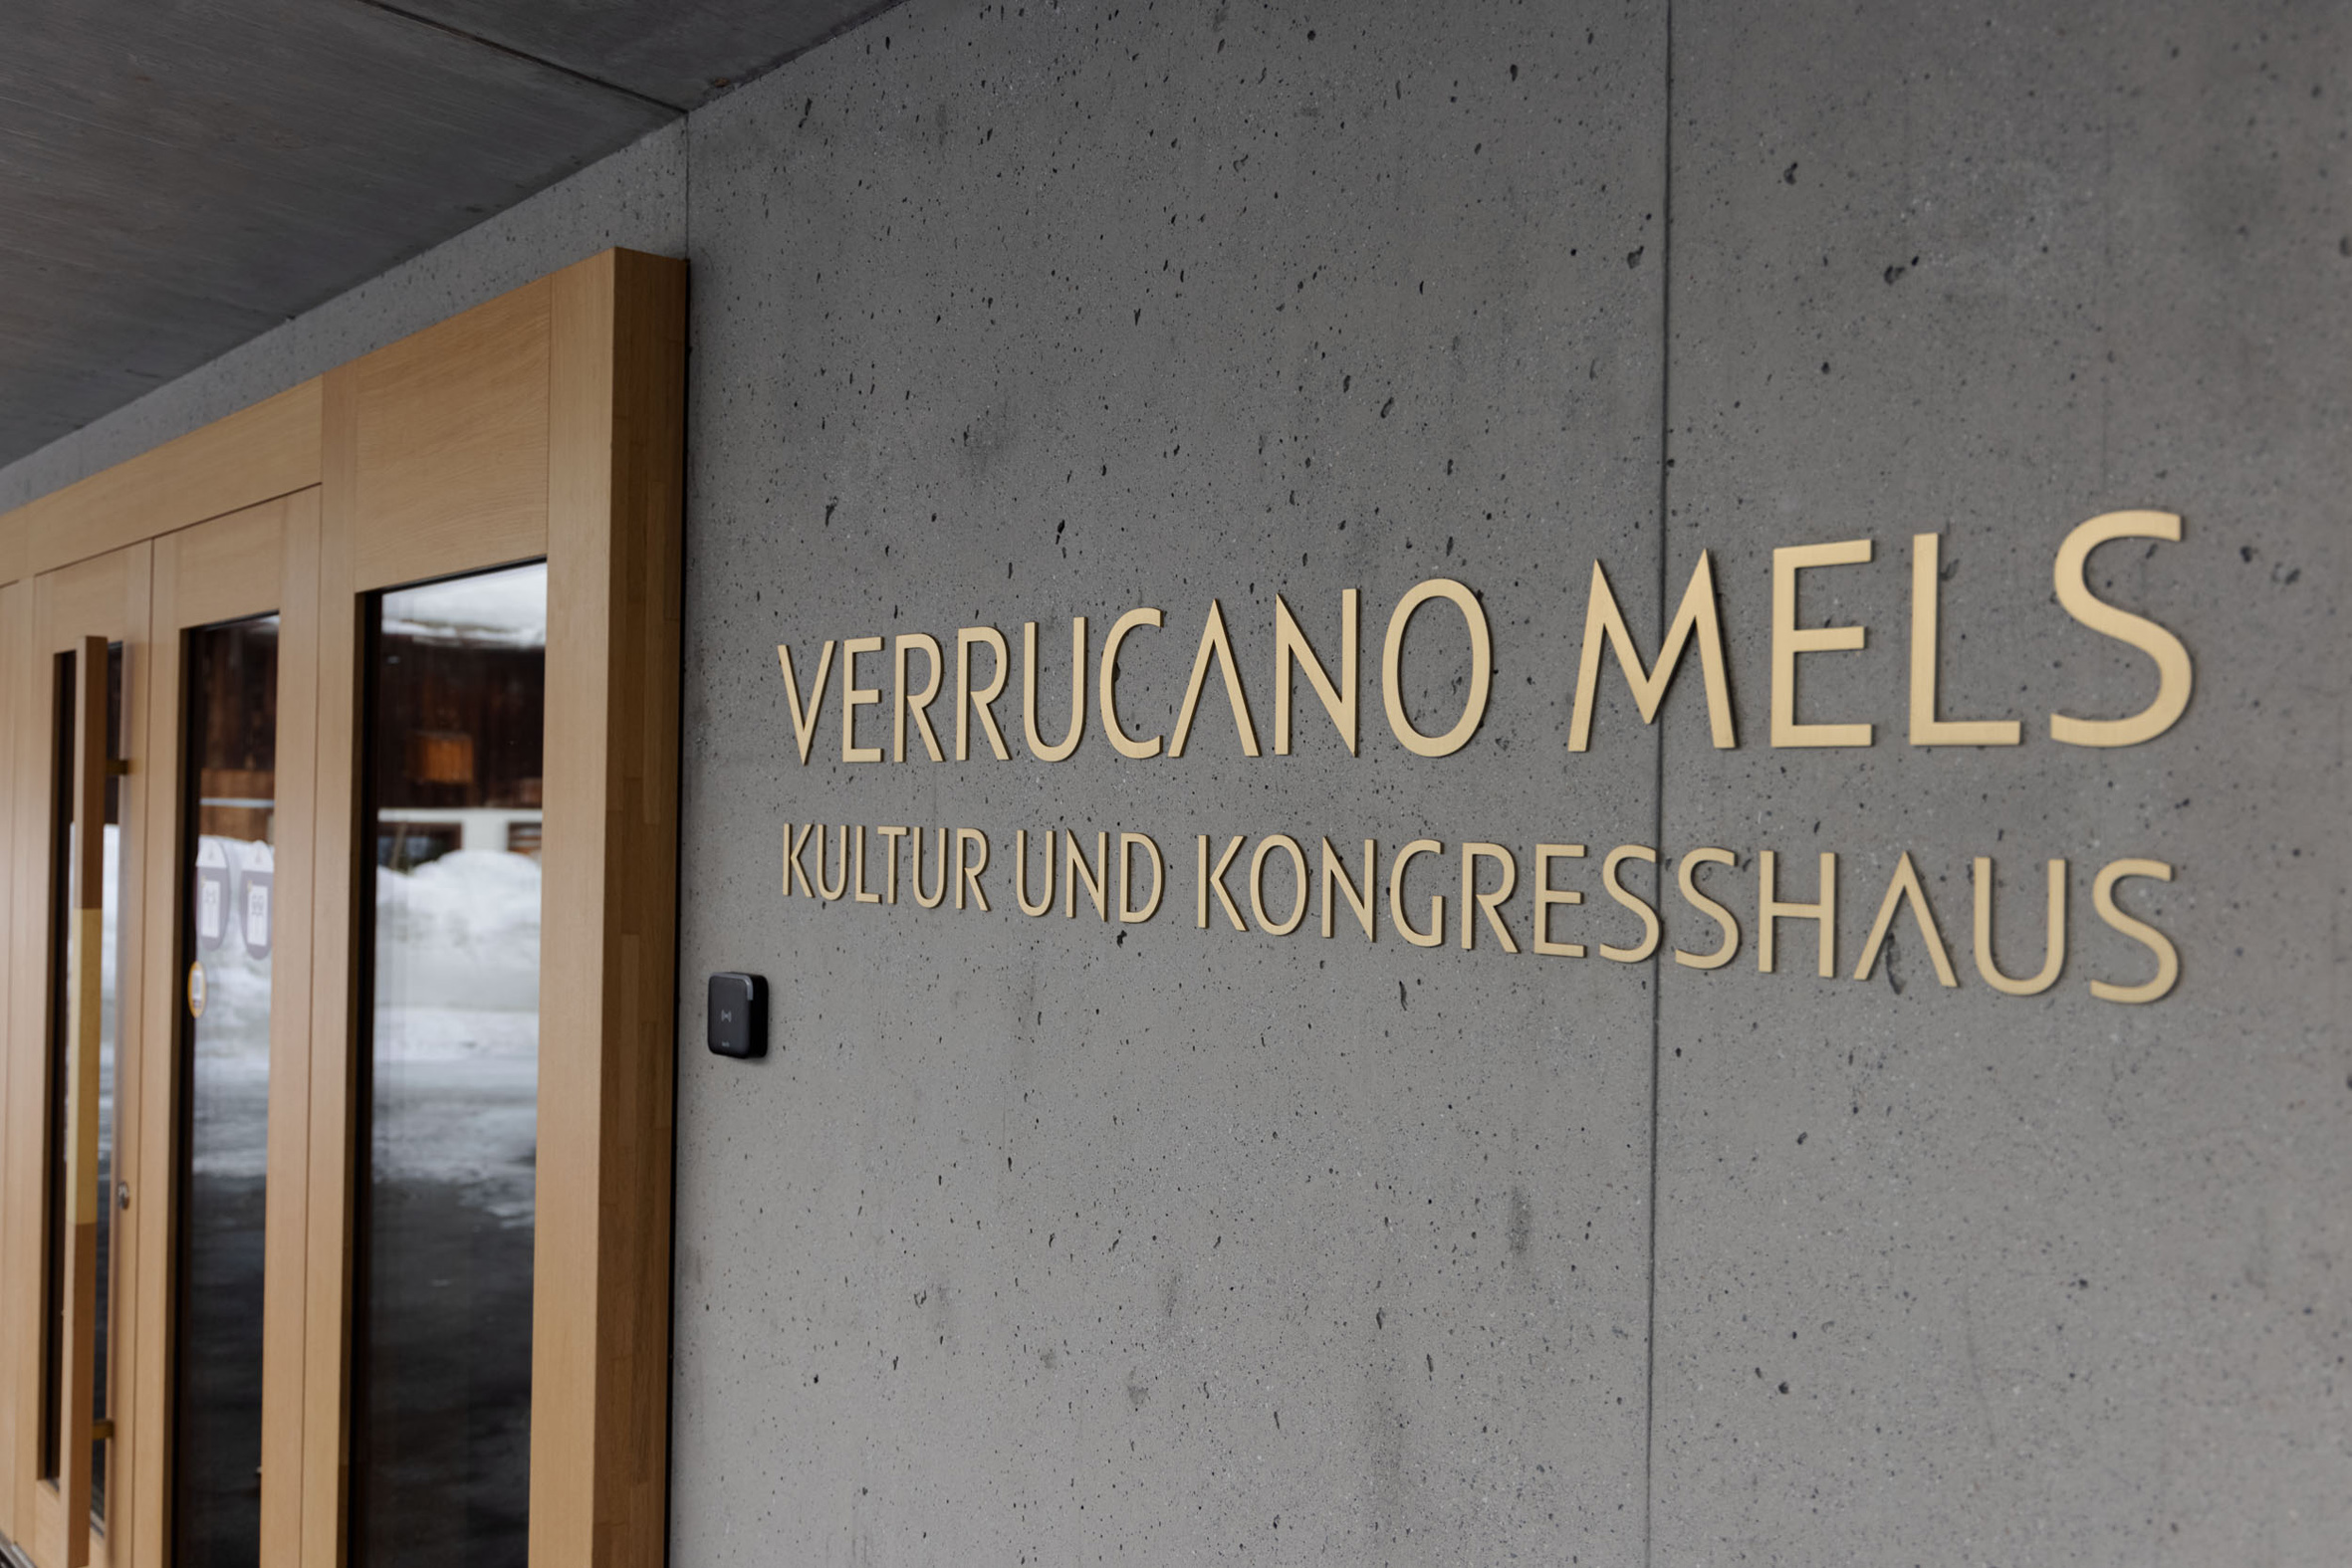 VERRUCANO MELS
KULTUR UND KONGRESSHAUS